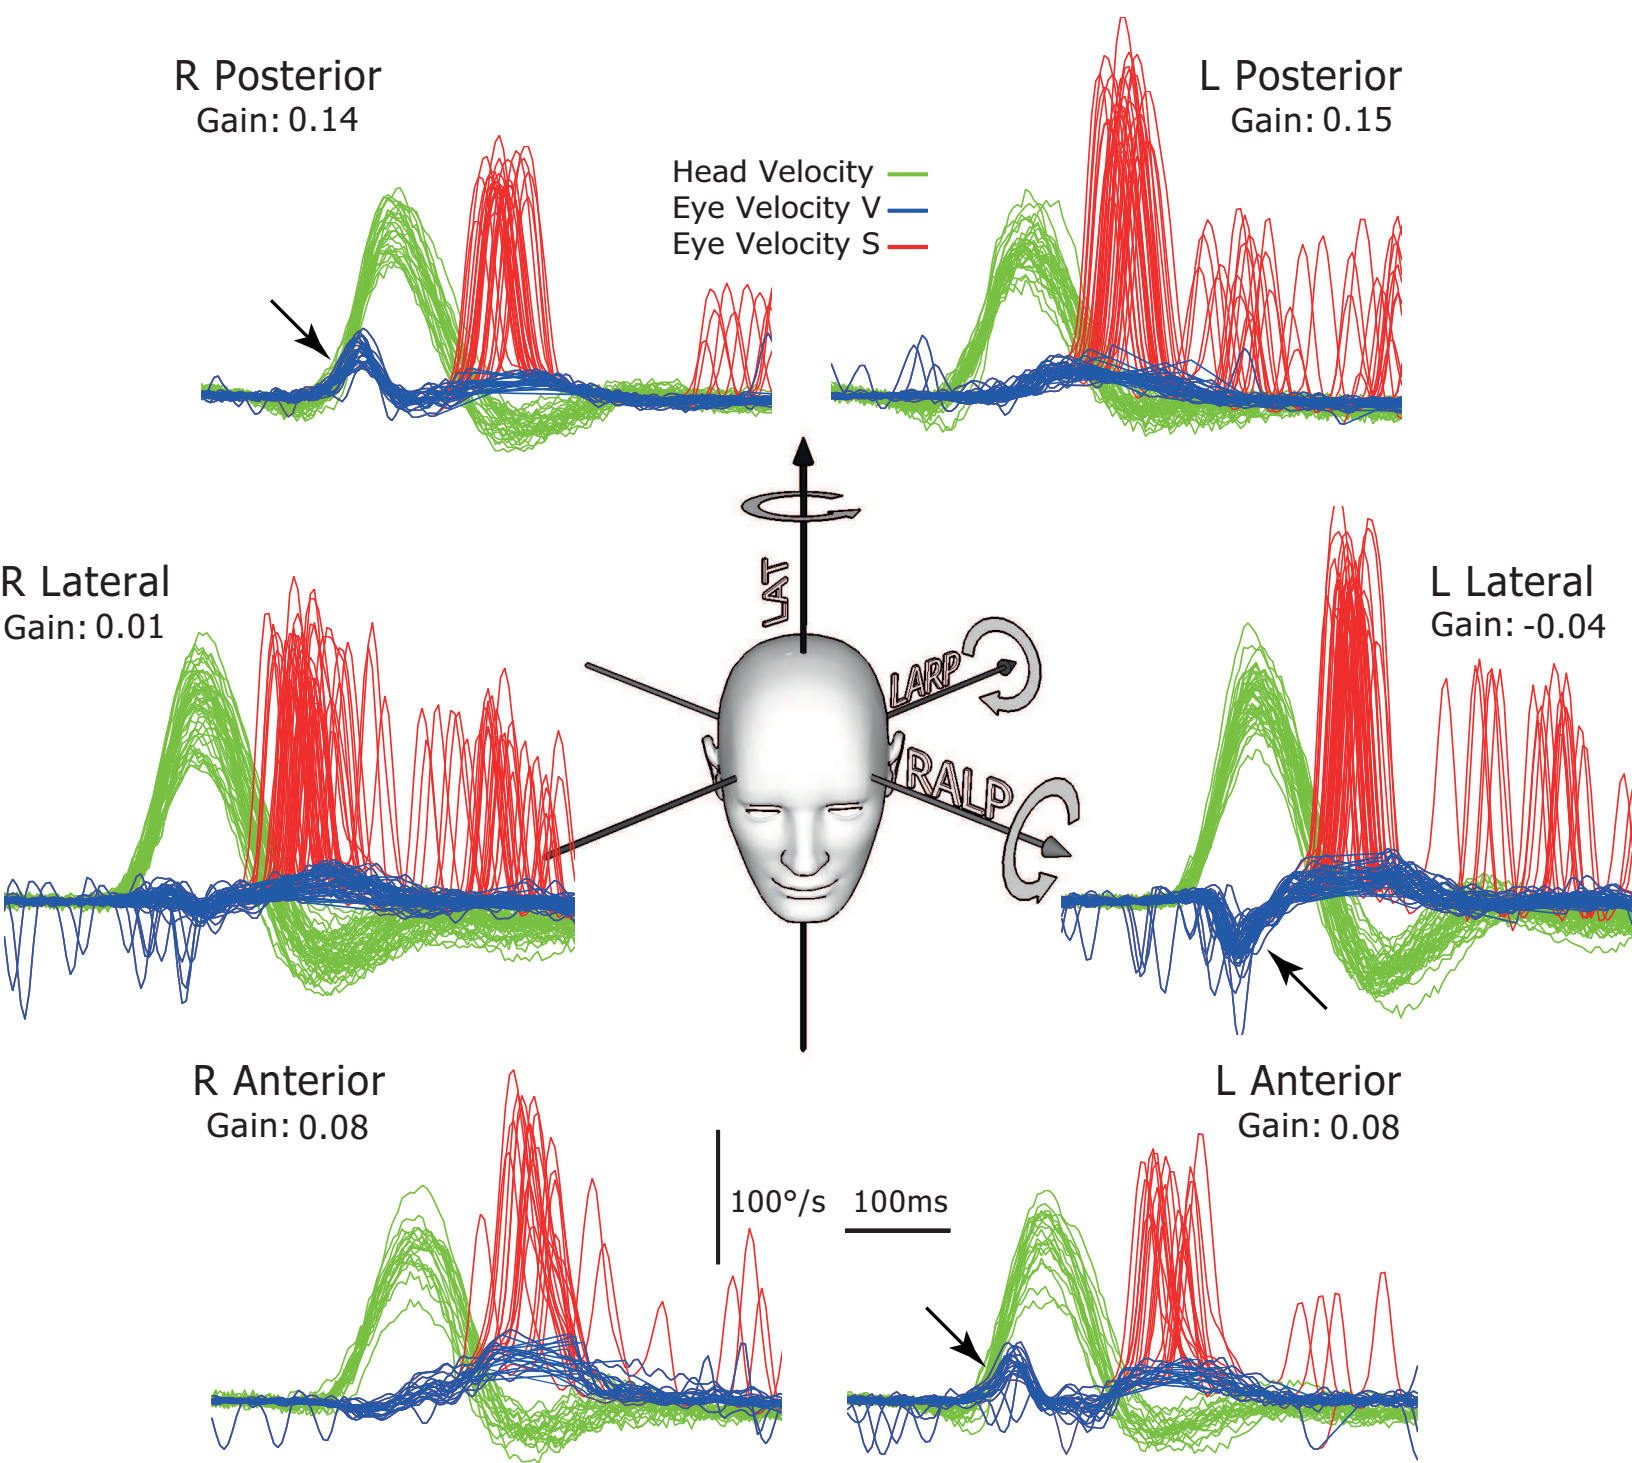 R Posterior
Gain: 0.14
L Posterior
Gain: 0.15
Head Velocity
Eye Velocity V
Eye Velocity S
R Lateral
Gain: 0.01
L Lateral
Gain: -0.04
LAT
LARP
RALP
R Anterior
Gain: 0.08
L Anterior
Gain: 0.08
100°/s
100ms